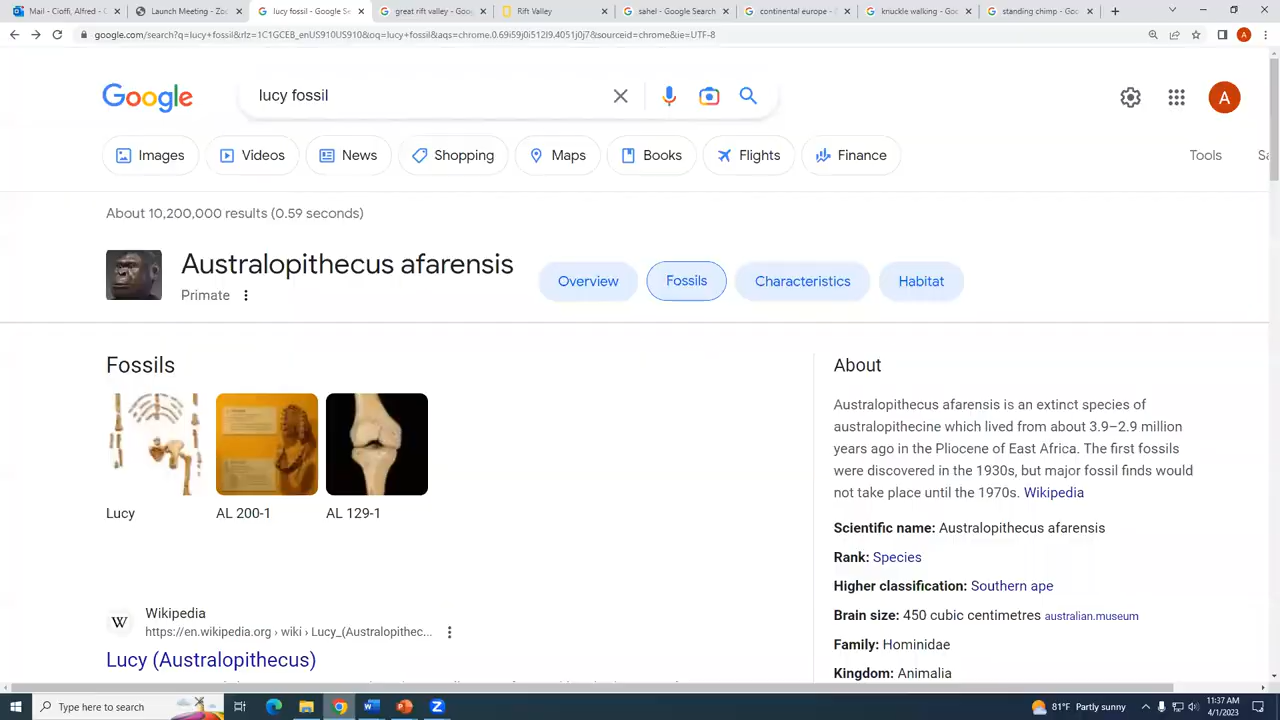 Mail - Cioffi, Alfred - 
Launch Meeting - Zo
lucy fossil - Google Se
great rift valley - Goog
Rift Valley
sahel - Google Search
continental europe - 
knuckle walking - Goo
standing chimp - Goo
google.com/search?q=lucy+fossil&rlz=1C1GCEB_enUS910US910&oq=lucy+fossil&aqs=chrome.0.69i59j0i512l9.4051j0j7&sourceid=chrome&ie=UTF-8
A
Google
lucy fossil
A
Images
Videos
News
Shopping
Maps
Books
Flights
Finance
Tools
Sa
About 10,200,000 results (0.59 seconds)
Australopithecus afarensis
Primate
Overview
Fossils
Characteristics
Habitat
Fossils
Lucy
AL 200-1
AL 129-1
Wikipedia
W
https://en.wikipedia.org › wiki › Lucy_(Australopithec...
Lucy (Australopithecus)
About
Australopithecus afarensis is an extinct species of
australopithecine which lived from about 3.9–2.9 million
years ago in the Pliocene of East Africa. The first fossils
were discovered in the 1930s, but major fossil finds would
not take place until the 1970s. Wikipedia
Scientific name: Australopithecus afarensis
Rank: Species
Higher classification: Southern ape
Brain size: 450 cubic centimetres australian.museum
Family: Hominidae
Kingdom: Animalia
Type here to search
81°F Partly sunny
11:37 AM
4/1/2023